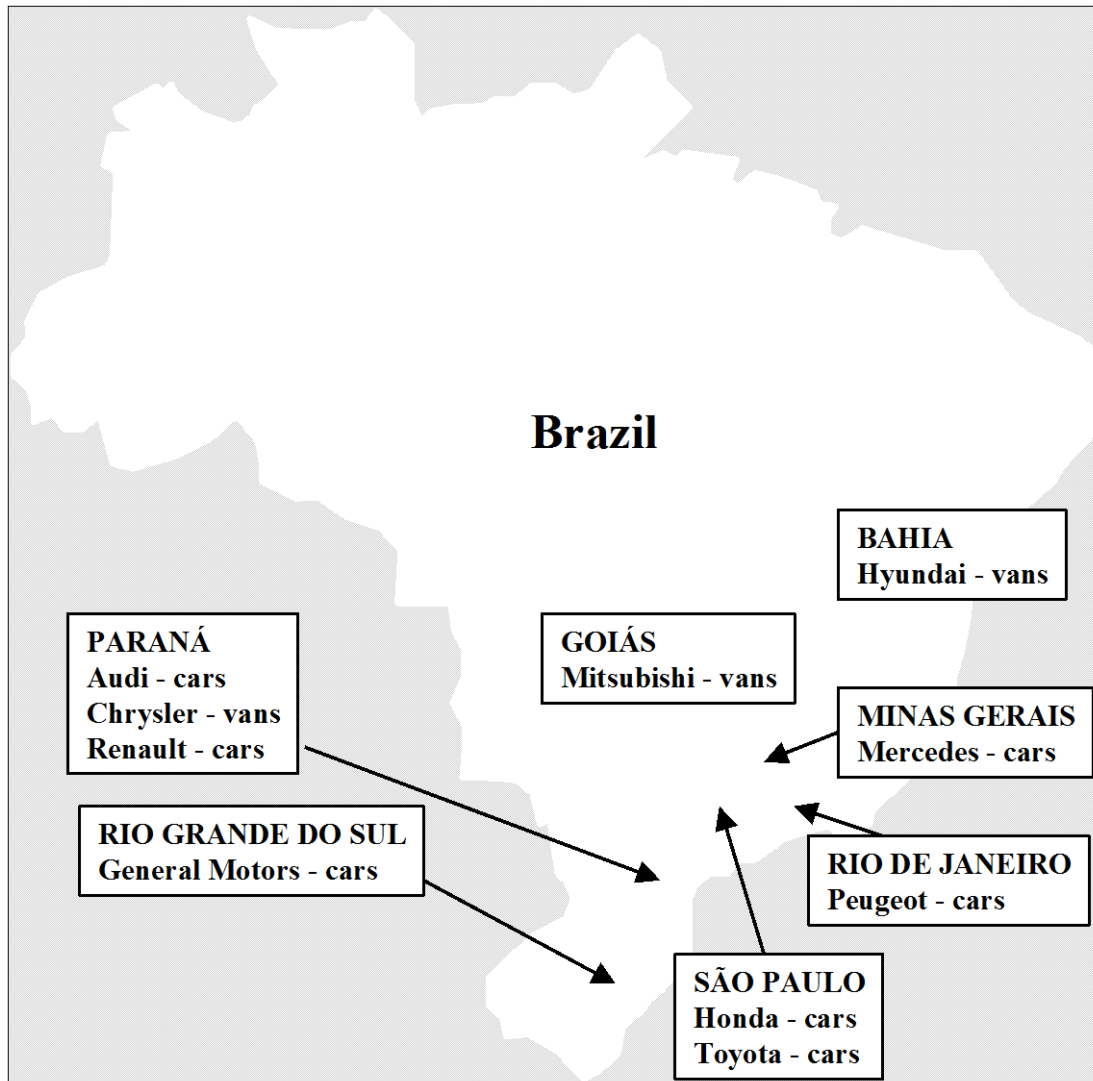 Brazil
BAHIA
Hyundai - vans
PARANÁ
Audi - cars
Chrysler - vans
Renault - cars
GOIÁS
Mitsubishi - vans
MINAS GERAIS
Mercedes - cars
RIO GRANDE DO SUL
General Motors - cars
RIO DE JANEIRO
Peugeot - cars
SÃO PAULO
Honda - cars
Toyota - cars